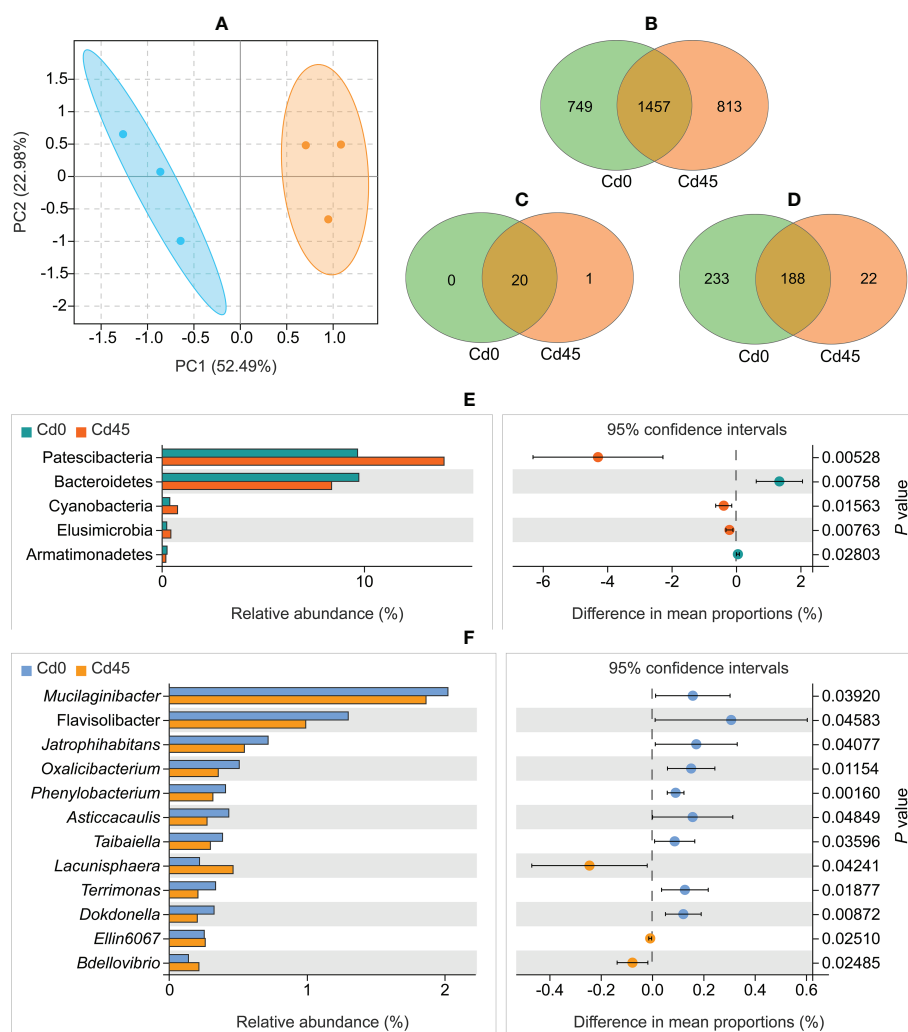 A
PC2 (22.98%)
1.5
1
0.5
0
-0.5
-1
-1.5
-2
-1.5 -1.0 -0.5 0.0 0.5 1.0
PC1 (52.49%)
B
749 1457 813
Cd0 Cd45
C
0 20 1
Cd0 Cd45
D
233 188 22
Cd0 Cd45
E
Cd0 Cd45
Patescibacteria
Bacteroidetes
Cyanobacteria
Elusimicrobia
Armatimonadetes
0 10
Relative abundance (%)
95% confidence intervals
0.00528
0.00758
0.01563
0.00763
0.02803
P value
-6 -4 -2 0 2
Difference in mean proportions (%)
F
Cd0 Cd45
Mucilaginibacter
Flavisolibacter
Jatrophihabitans
Oxalicibacterium
Phenylobacterium
Asticcacaulis
Taibaiella
Lacunisphaera
Terrimonas
Dokdonella
Ellin6067
Bdellovibrio
0 1 2
Relative abundance (%)
95% confidence intervals
0.03920
0.04583
0.04077
0.01154
0.00160
0.04849
0.03596
0.04241
0.01877
0.00872
0.02510
0.02485
P value
-0.4 -0.2 0.0 0.2 0.4 0.6
Difference in mean proportions (%)